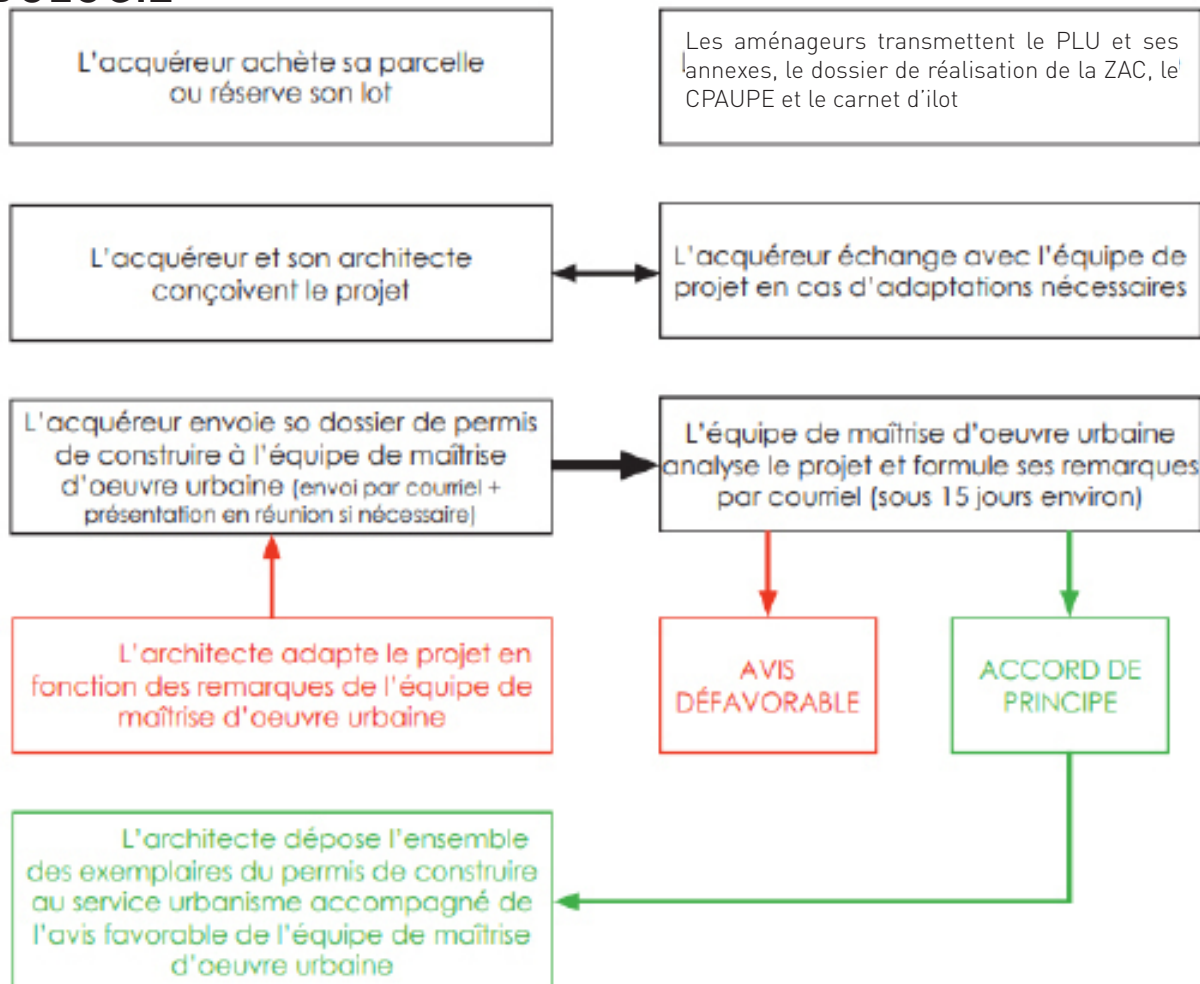 L'acquéreur achète sa parcelle
ou réserve son lot
Les aménageurs transmettent le PLU et ses
annexes, le dossier de réalisation de la ZAC, le
CPAUPE et le carnet d'ilot
L'acquéreur et son architecte
conçoivent le projet
L'acquéreur échange avec l'équipe de
projet en cas d'adaptations nécessaires
L'acquéreur envoie so dossier de permis
de construire à l'équipe de maîtrise
d'oeuvre urbaine (envoi par courriel +
présentation en réunion si nécessaire)
L'équipe de maîtrise d'oeuvre urbaine
analyse le projet et formule ses remarques
par courriel (sous 15 jours environ)
L'architecte adapte le projet en
fonction des remarques de l'équipe de
maîtrise d'oeuvre urbaine
AVIS
DÉFAVORABLE
ACCORD DE
PRINCIPE
L'architecte dépose l'ensemble
des exemplaires du permis de construire
au service urbanisme accompagné de
l'avis favorable de l'équipe de maîtrise
d'oeuvre urbaine